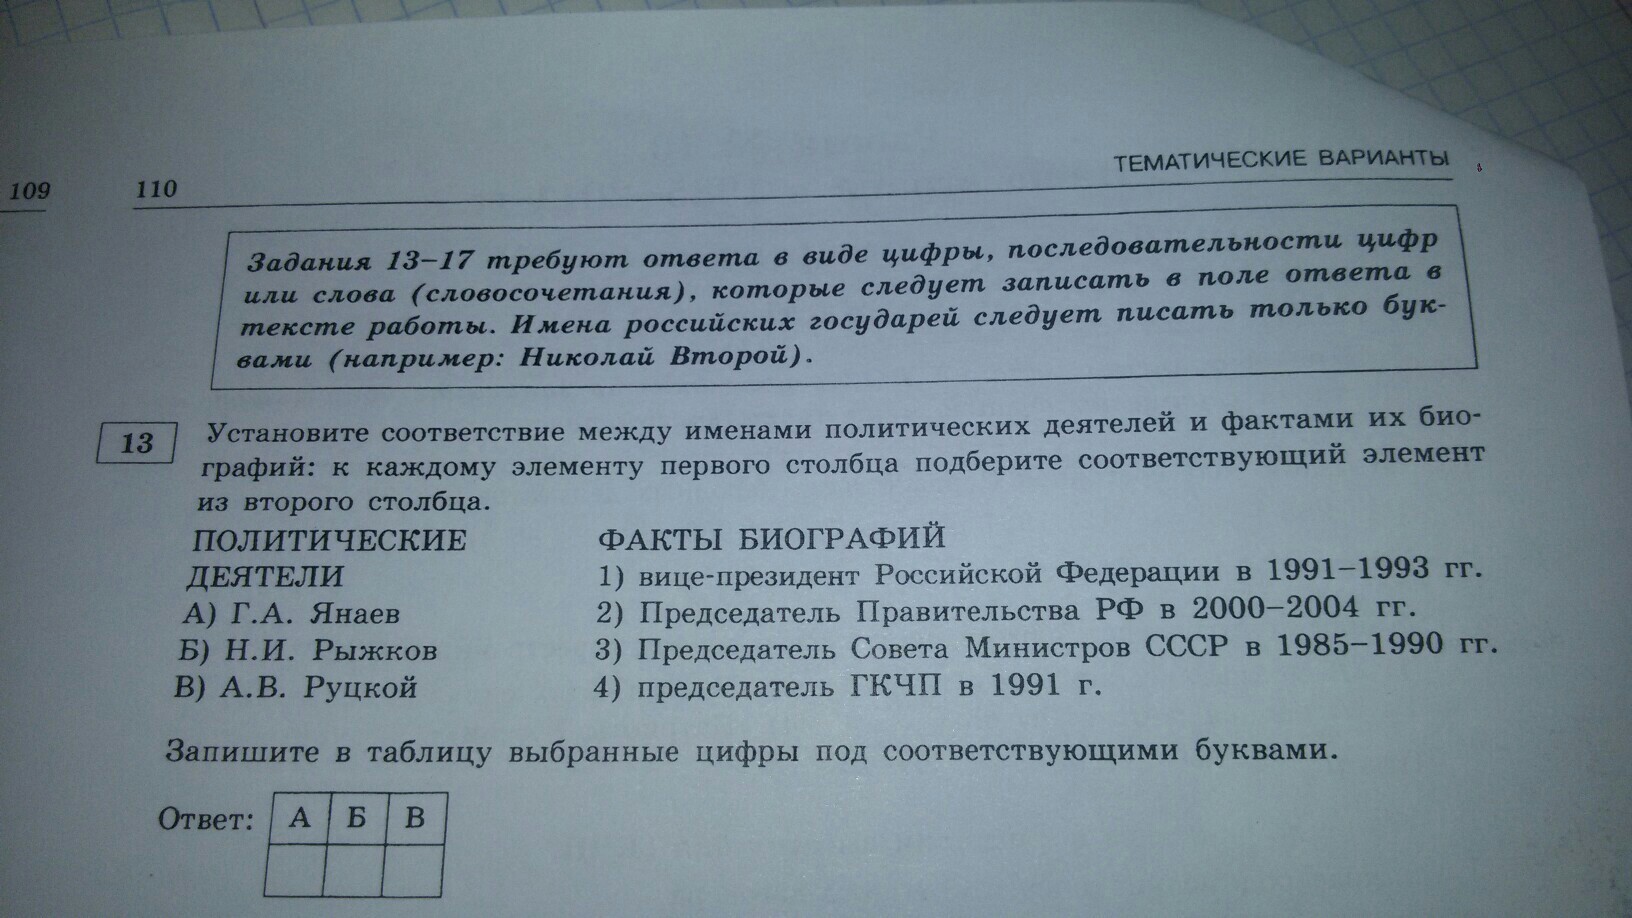 109 110 ТЕМАТИЧЕСКИЕ ВАРИАНТЫ
Задания 13–17 требуют ответа в виде цифры, последовательности цифр
или слова (словосочетания), которые следует записать в поле ответа в
тексте работы. Имена российских государей следует писать только бук-
вами (например: Николай Второй).
13 Установите соответствие между именами политических деятелей и фактами их био-
графий: к каждому элементу первого столбца подберите соответствующий элемент
из второго столбца.
ПОЛИТИЧЕСКИЕ
ДЕЯТЕЛИ
А) Г.А. Янаев
Б) Н.И. Рыжков
В) А.В. Руцкой
ФАКТЫ БИОГРАФИЙ
1) вице-президент Российской Федерации в 1991–1993 гг.
2) Председатель Правительства РФ в 2000–2004 гг.
3) Председатель Совета Министров СССР в 1985–1990 гг.
4) председатель ГКЧП в 1991 г.
Запишите в таблицу выбранные цифры под соответствующими буквами.
Ответ: А Б В